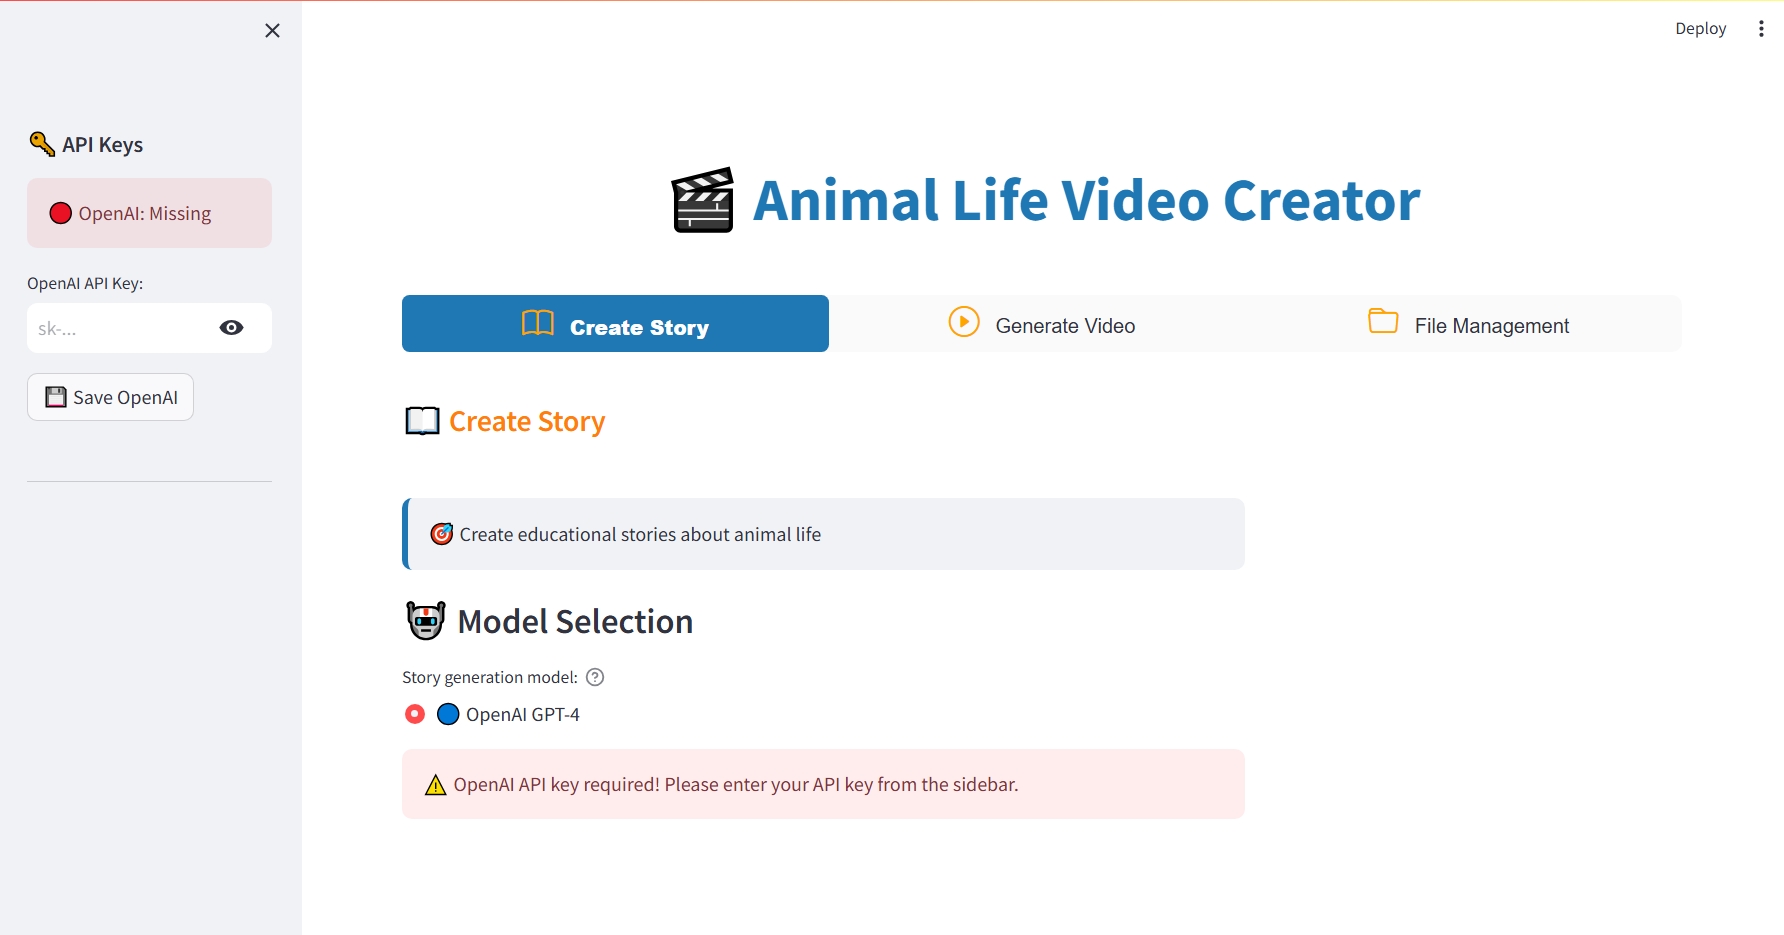 API Keys
OpenAI: Missing
OpenAI API Key:
sk-...
Save OpenAI
Deploy
Animal Life Video Creator
Create Story
Generate Video
File Management
Create Story
Create educational stories about animal life
Model Selection
Story generation model:
OpenAI GPT-4
OpenAI API key required! Please enter your API key from the sidebar.